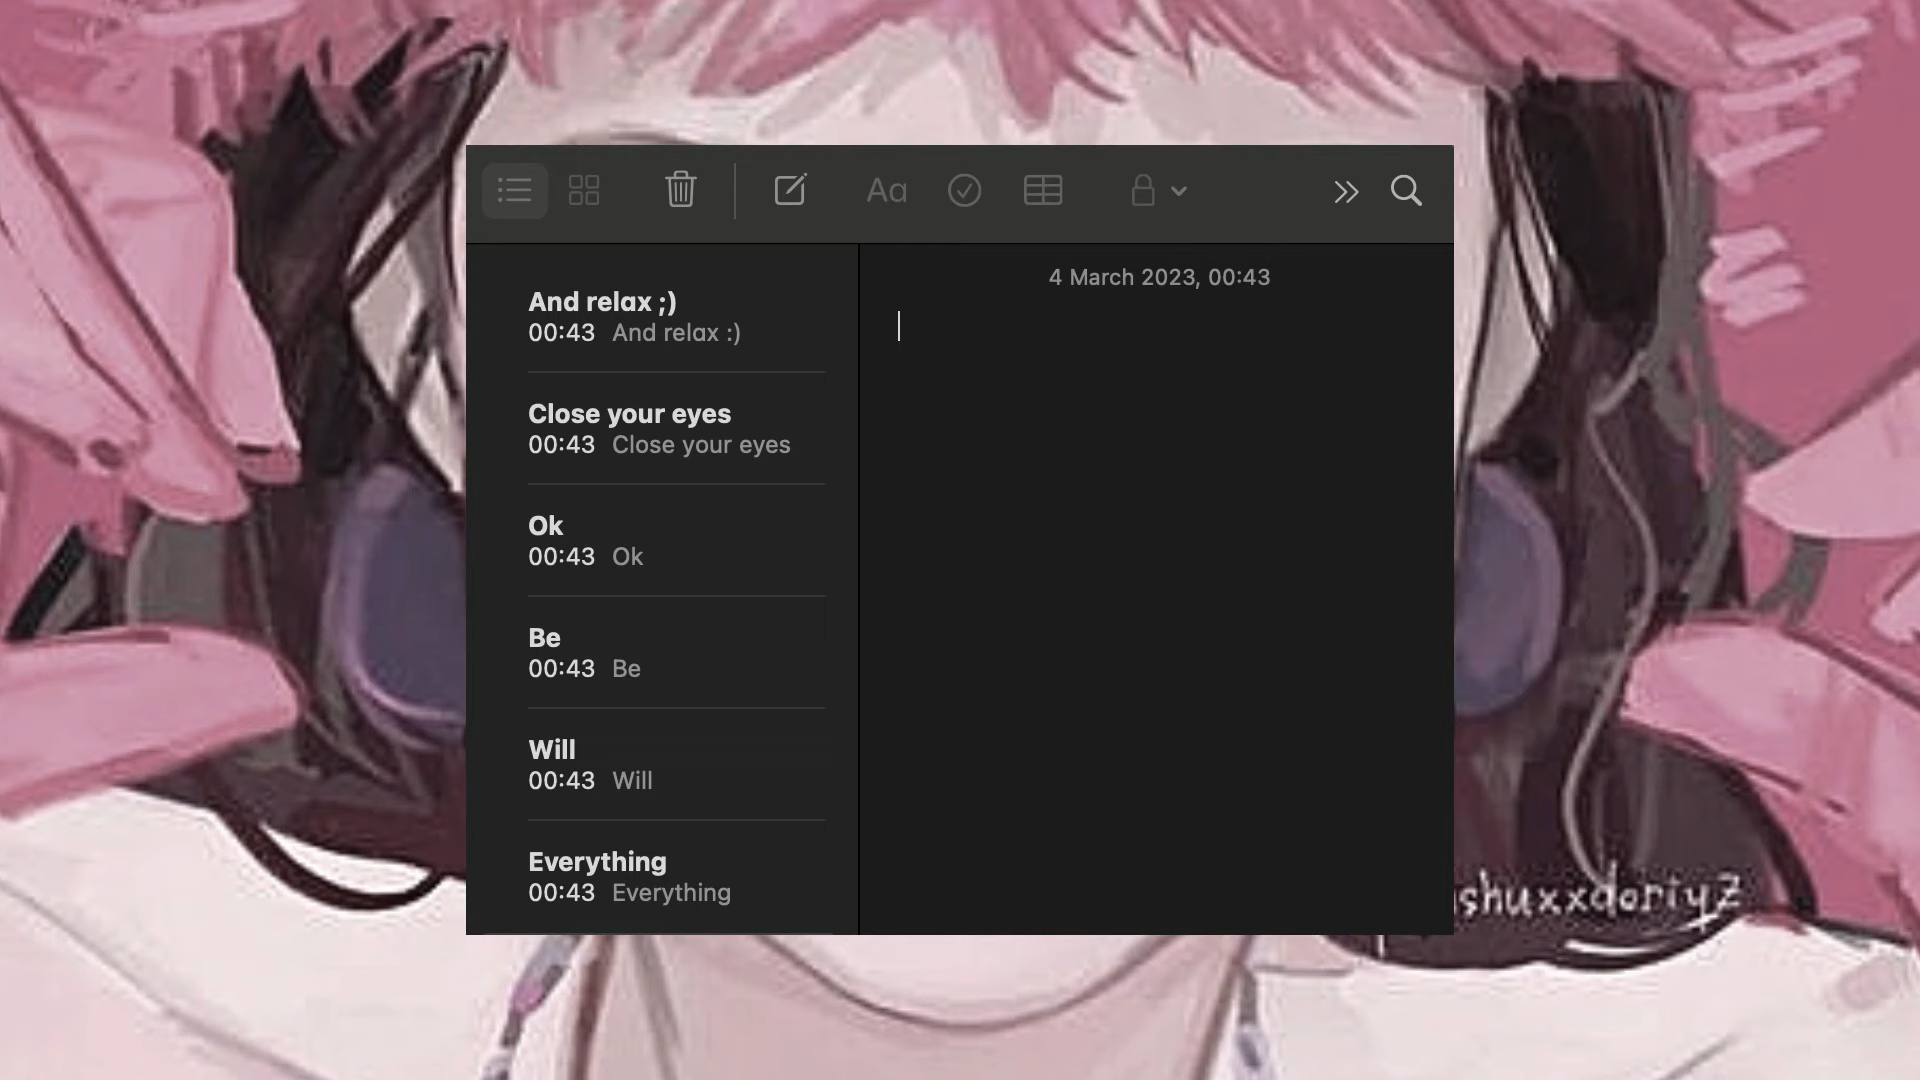 Aa
4 March 2023, 00:43
And relax ;)
00:43 And relax :)
Close your eyes
00:43 Close your eyes
Ok
00:43 Ok
Be
00:43 Be
Will
00:43 Will
Everything
00:43 Everything
shuxxdoriyz